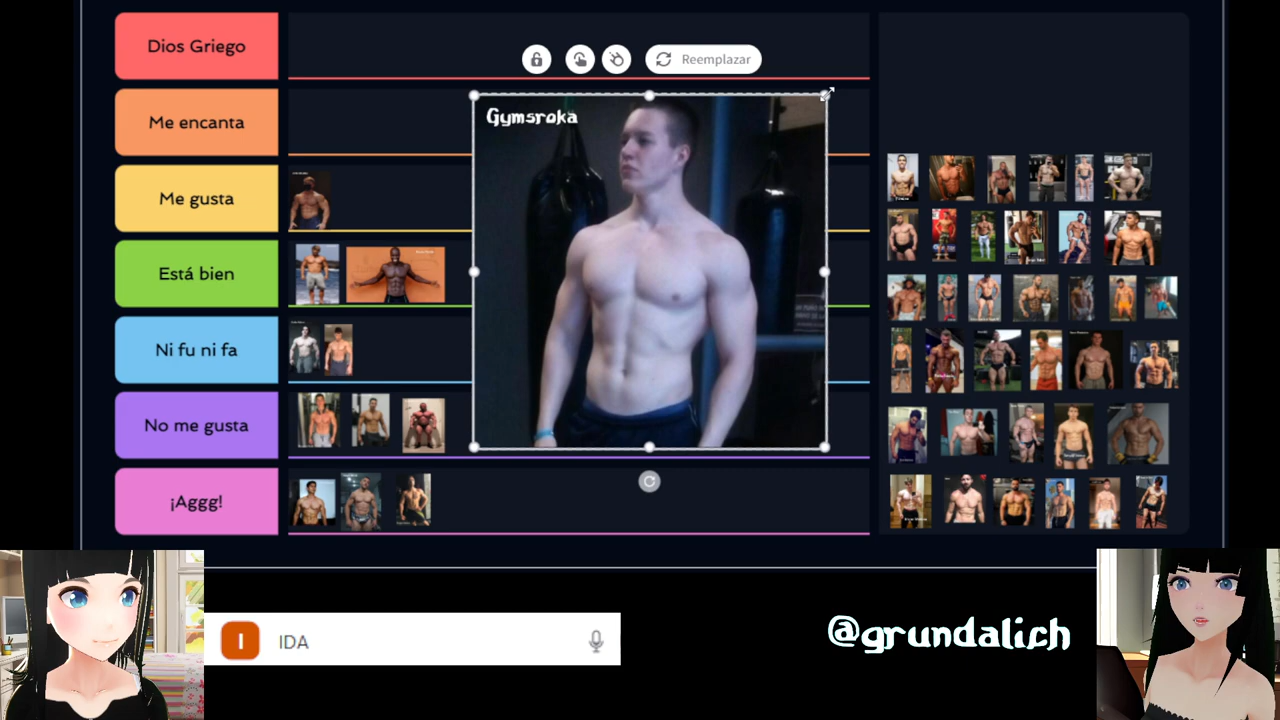 Dios Griego
Reemplazar
Me encanta
Gymsroka
Me gusta
Está bien
Ni fu ni fa
No me gusta
¡Aggg!
I
IDA
@grundalich